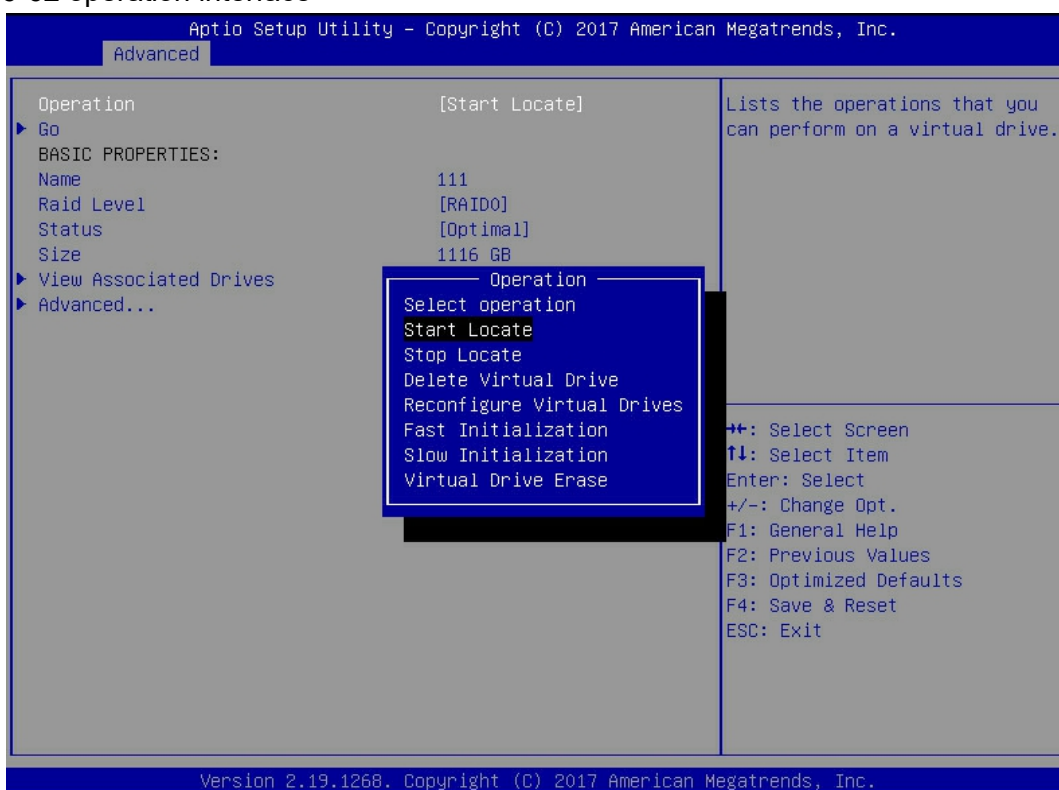 operation interface
Aptio Setup Utility – Copyright (C) 2017 American Megatrends, Inc.
Advanced
Operation [Start Locate]
Go
BASIC PROPERTIES:
Name 111
Raid Level [RAID0]
Status [Optimal]
Size 1116 GB
View Associated Drives
Advanced...
Operation
Select operation
Start Locate
Stop Locate
Delete Virtual Drive
Reconfigure Virtual Drives
Fast Initialization
Slow Initialization
Virtual Drive Erase
Lists the operations that you
can perform on a virtual drive.
→←: Select Screen
↑↓: Select Item
Enter: Select
+/-: Change Opt.
F1: General Help
F2: Previous Values
F3: Optimized Defaults
F4: Save & Reset
ESC: Exit
Version 2.19.1268. Copyright (C) 2017 American Megatrends, Inc.